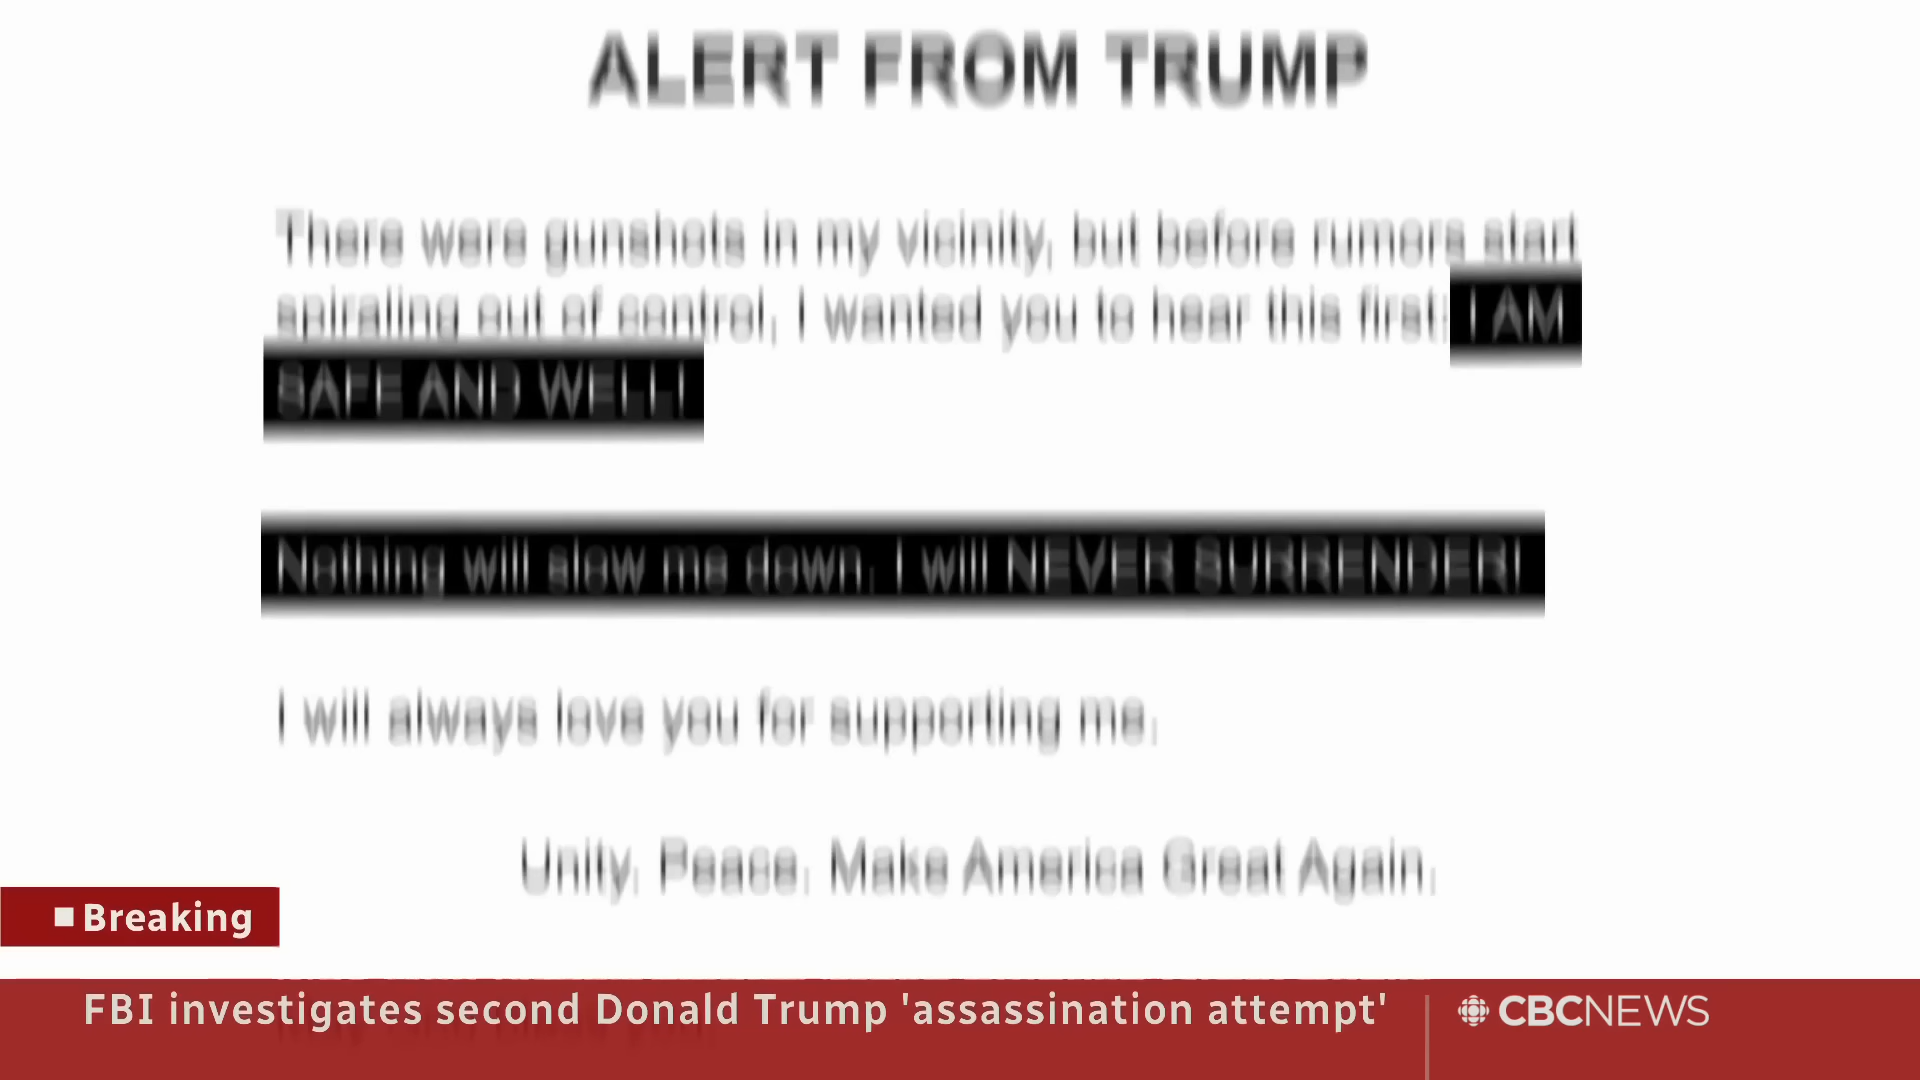 ALERT FROM TRUMP
There were gunshots in my vicinity, but before rumors start
spiraling out of control, I wanted you to hear this first: I AM
SAFE AND WELL!
Nothing will slow me down. I will NEVER SURRENDER!
I will always love you for supporting me.
Unity. Peace. Make America Great Again.
Breaking
FBI investigates second Donald Trump 'assassination attempt'
CBCNEWS